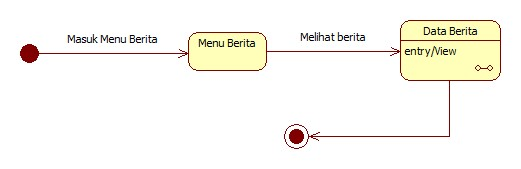 Masuk Menu Berita
Menu Berita
Melihat berita
Data Berita
entry/View